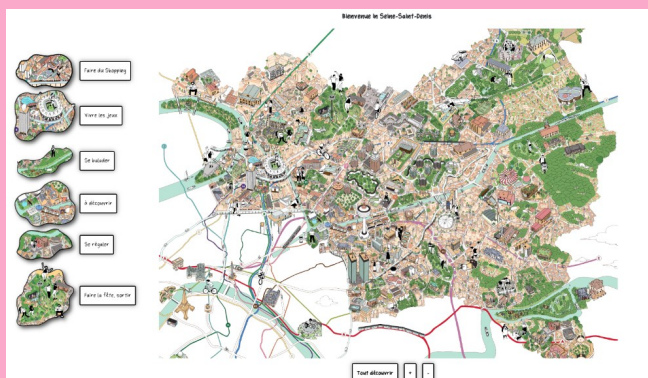 Bienvenue in Seine-Saint-Denis
Faire du Shopping
Vivre les jeux
Se balader
À découvrir
Se régaler
Faire la fête, sortir
Tout découvrir
+
-